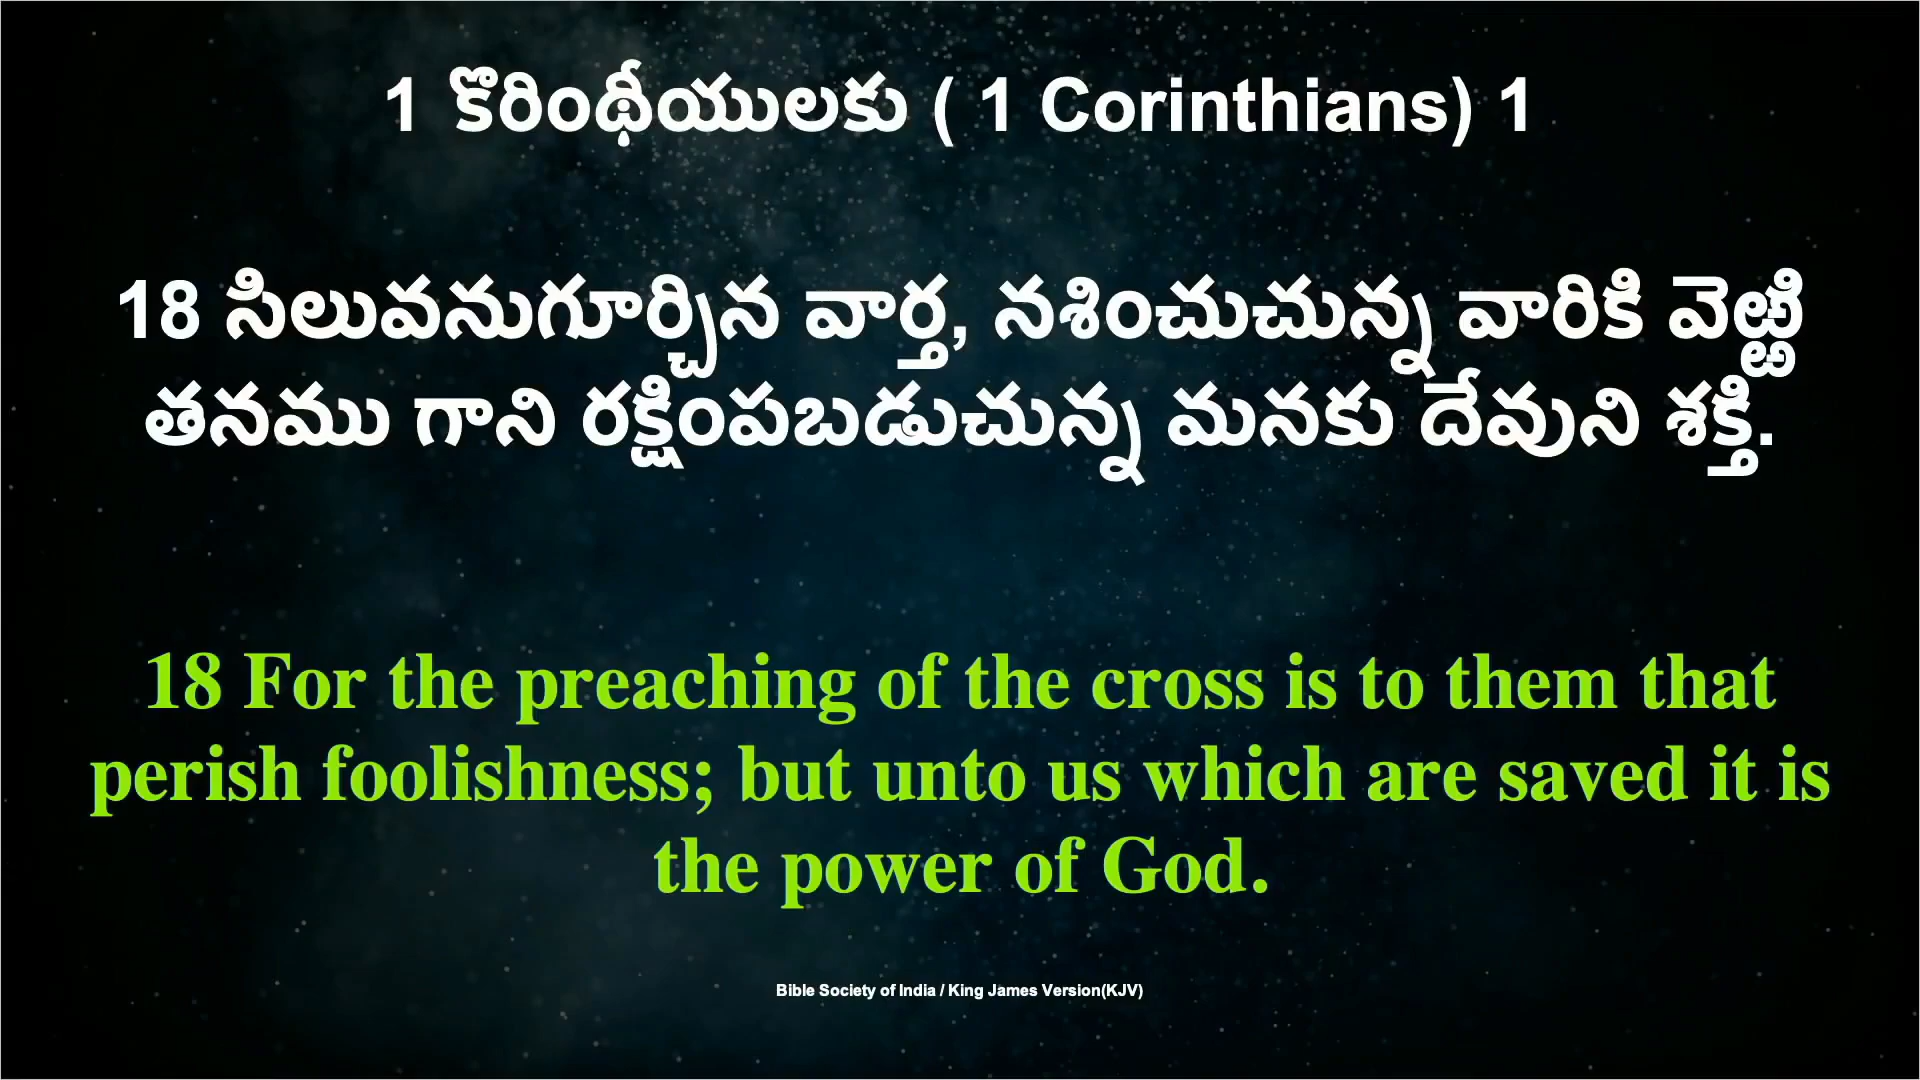 1 కొరింథీయులకు ( 1 Corinthians) 1
18 సిలువనుగూర్చిన వార్త, నశించుచున్న వారికి వెఱ్ఱి
తనము గాని రక్షింపబడుచున్న మనకు దేవుని శక్తి.
18 For the preaching of the cross is to them that
perish foolishness; but unto us which are saved it is
the power of God.
Bible Society of India / King James Version(KJV)